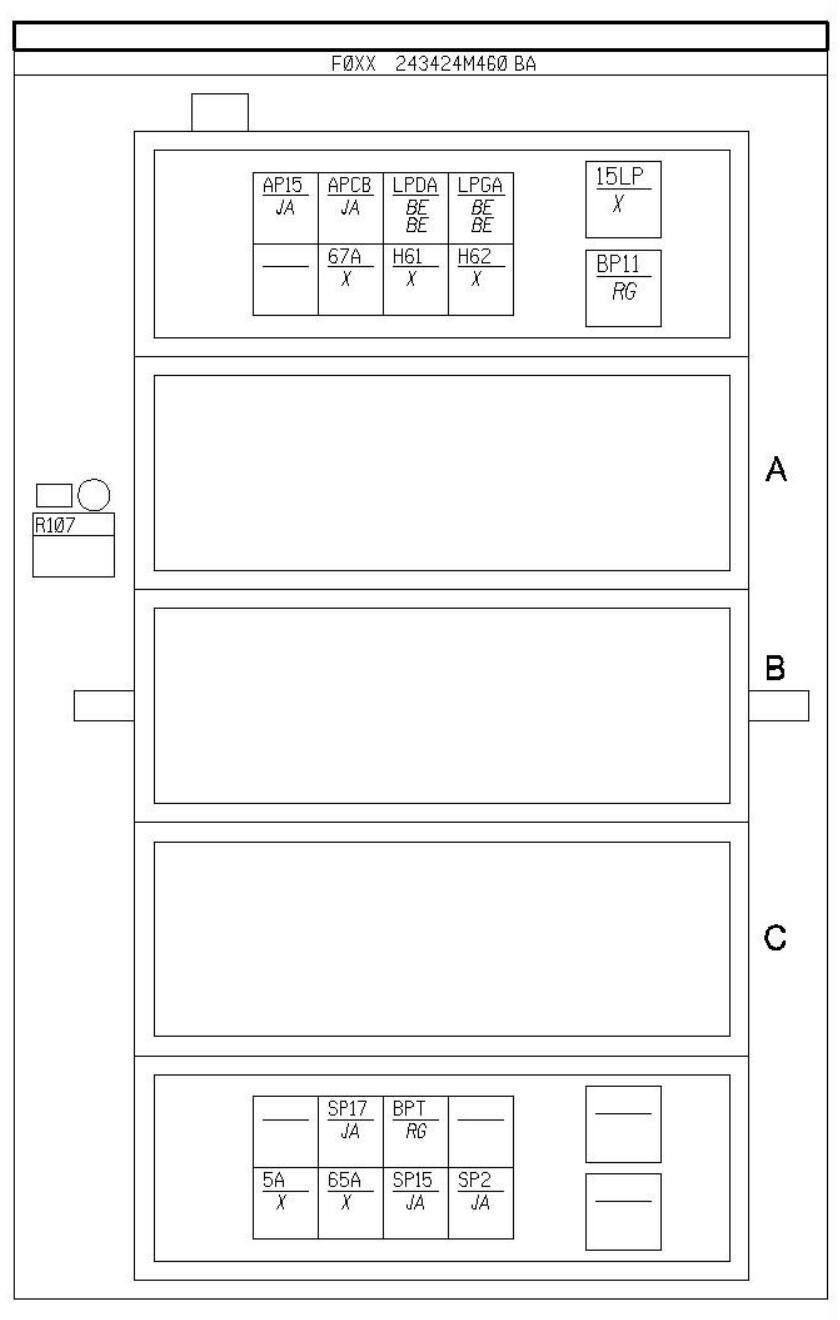 FØXX 243424M46Ø BA
AP15 APCB LPDA LPGA 15LP
JA JA BE BE X
BE BE
67A H61 H62 BP11
X X X RG
A
R1Ø7
B
C
SP17 BPT
JA RG
5A 65A SP15 SP2
X X JA JA